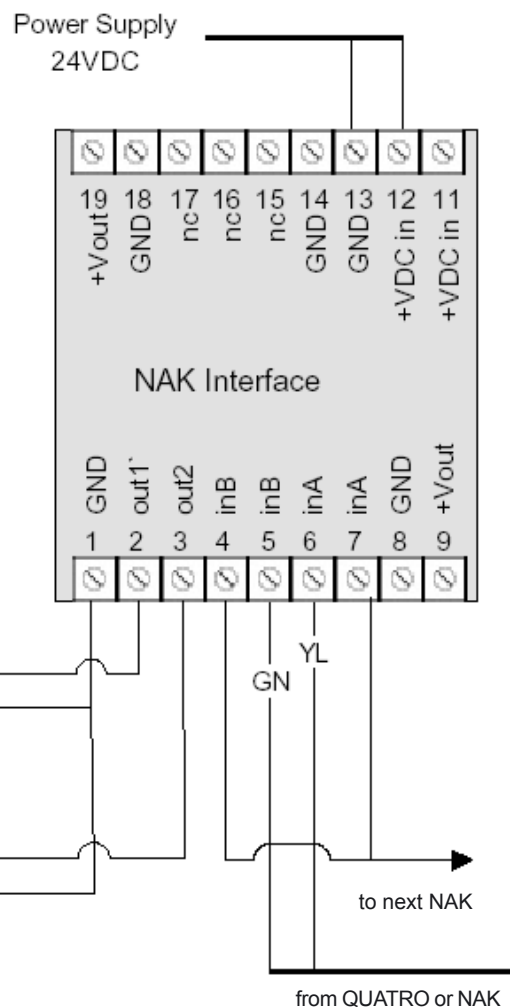 Power Supply
24VDC
19 18 17 16 15 14 13 12 11
+Vout GND nc nc nc GND GND +VDC in +VDC in
NAK Interface
GND out1` out2 inB inB inA inA GND +Vout
1 2 3 4 5 6 7 8 9
YL
GN
to next NAK
from QUATRO or NAK